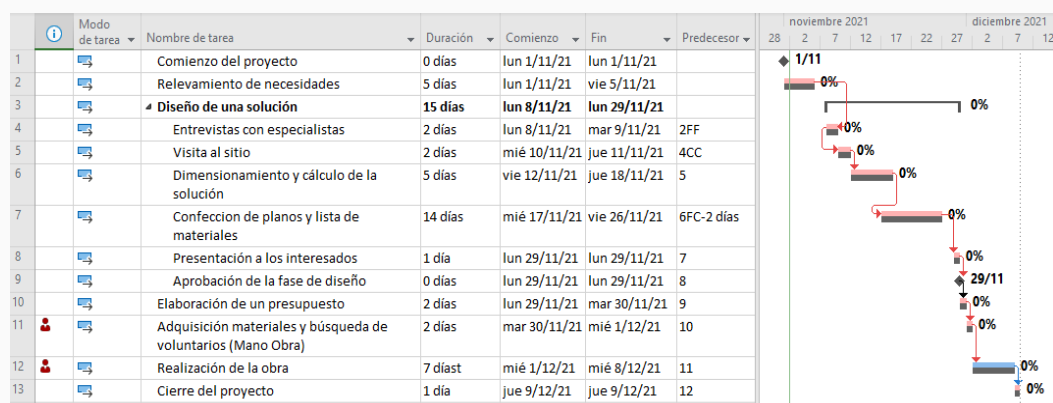 Modo de tarea Nombre de tarea Duración Comienzo Fin Predecesor
noviembre 2021 diciembre 2021
28 2 7 12 17 22 27 2 7 12
1 Comienzo del proyecto 0 días lun 1/11/21 lun 1/11/21 1/11
2 Relevamiento de necesidades 5 días lun 1/11/21 vie 5/11/21 0%
3 Diseño de una solución 15 días lun 8/11/21 lun 29/11/21 0%
4 Entrevistas con especialistas 2 días lun 8/11/21 mar 9/11/21 2FF 0%
5 Visita al sitio 2 días mié 10/11/21 jue 11/11/21 4CC 0%
6 Dimensionamiento y cálculo de la solución 5 días vie 12/11/21 jue 18/11/21 5 0%
7 Confeccion de planos y lista de materiales 14 días mié 17/11/21 vie 26/11/21 6FC-2 días 0%
8 Presentación a los interesados 1 día lun 29/11/21 lun 29/11/21 7 0%
9 Aprobación de la fase de diseño 0 días lun 29/11/21 lun 29/11/21 8 29/11
10 Elaboración de un presupuesto 2 días lun 29/11/21 mar 30/11/21 9 0%
11 Adquisición materiales y búsqueda de voluntarios (Mano Obra) 2 días mar 30/11/21 mié 1/12/21 10 0%
12 Realización de la obra 7 díast mié 1/12/21 mié 8/12/21 11 0%
13 Cierre del proyecto 1 día jue 9/12/21 jue 9/12/21 12 0%